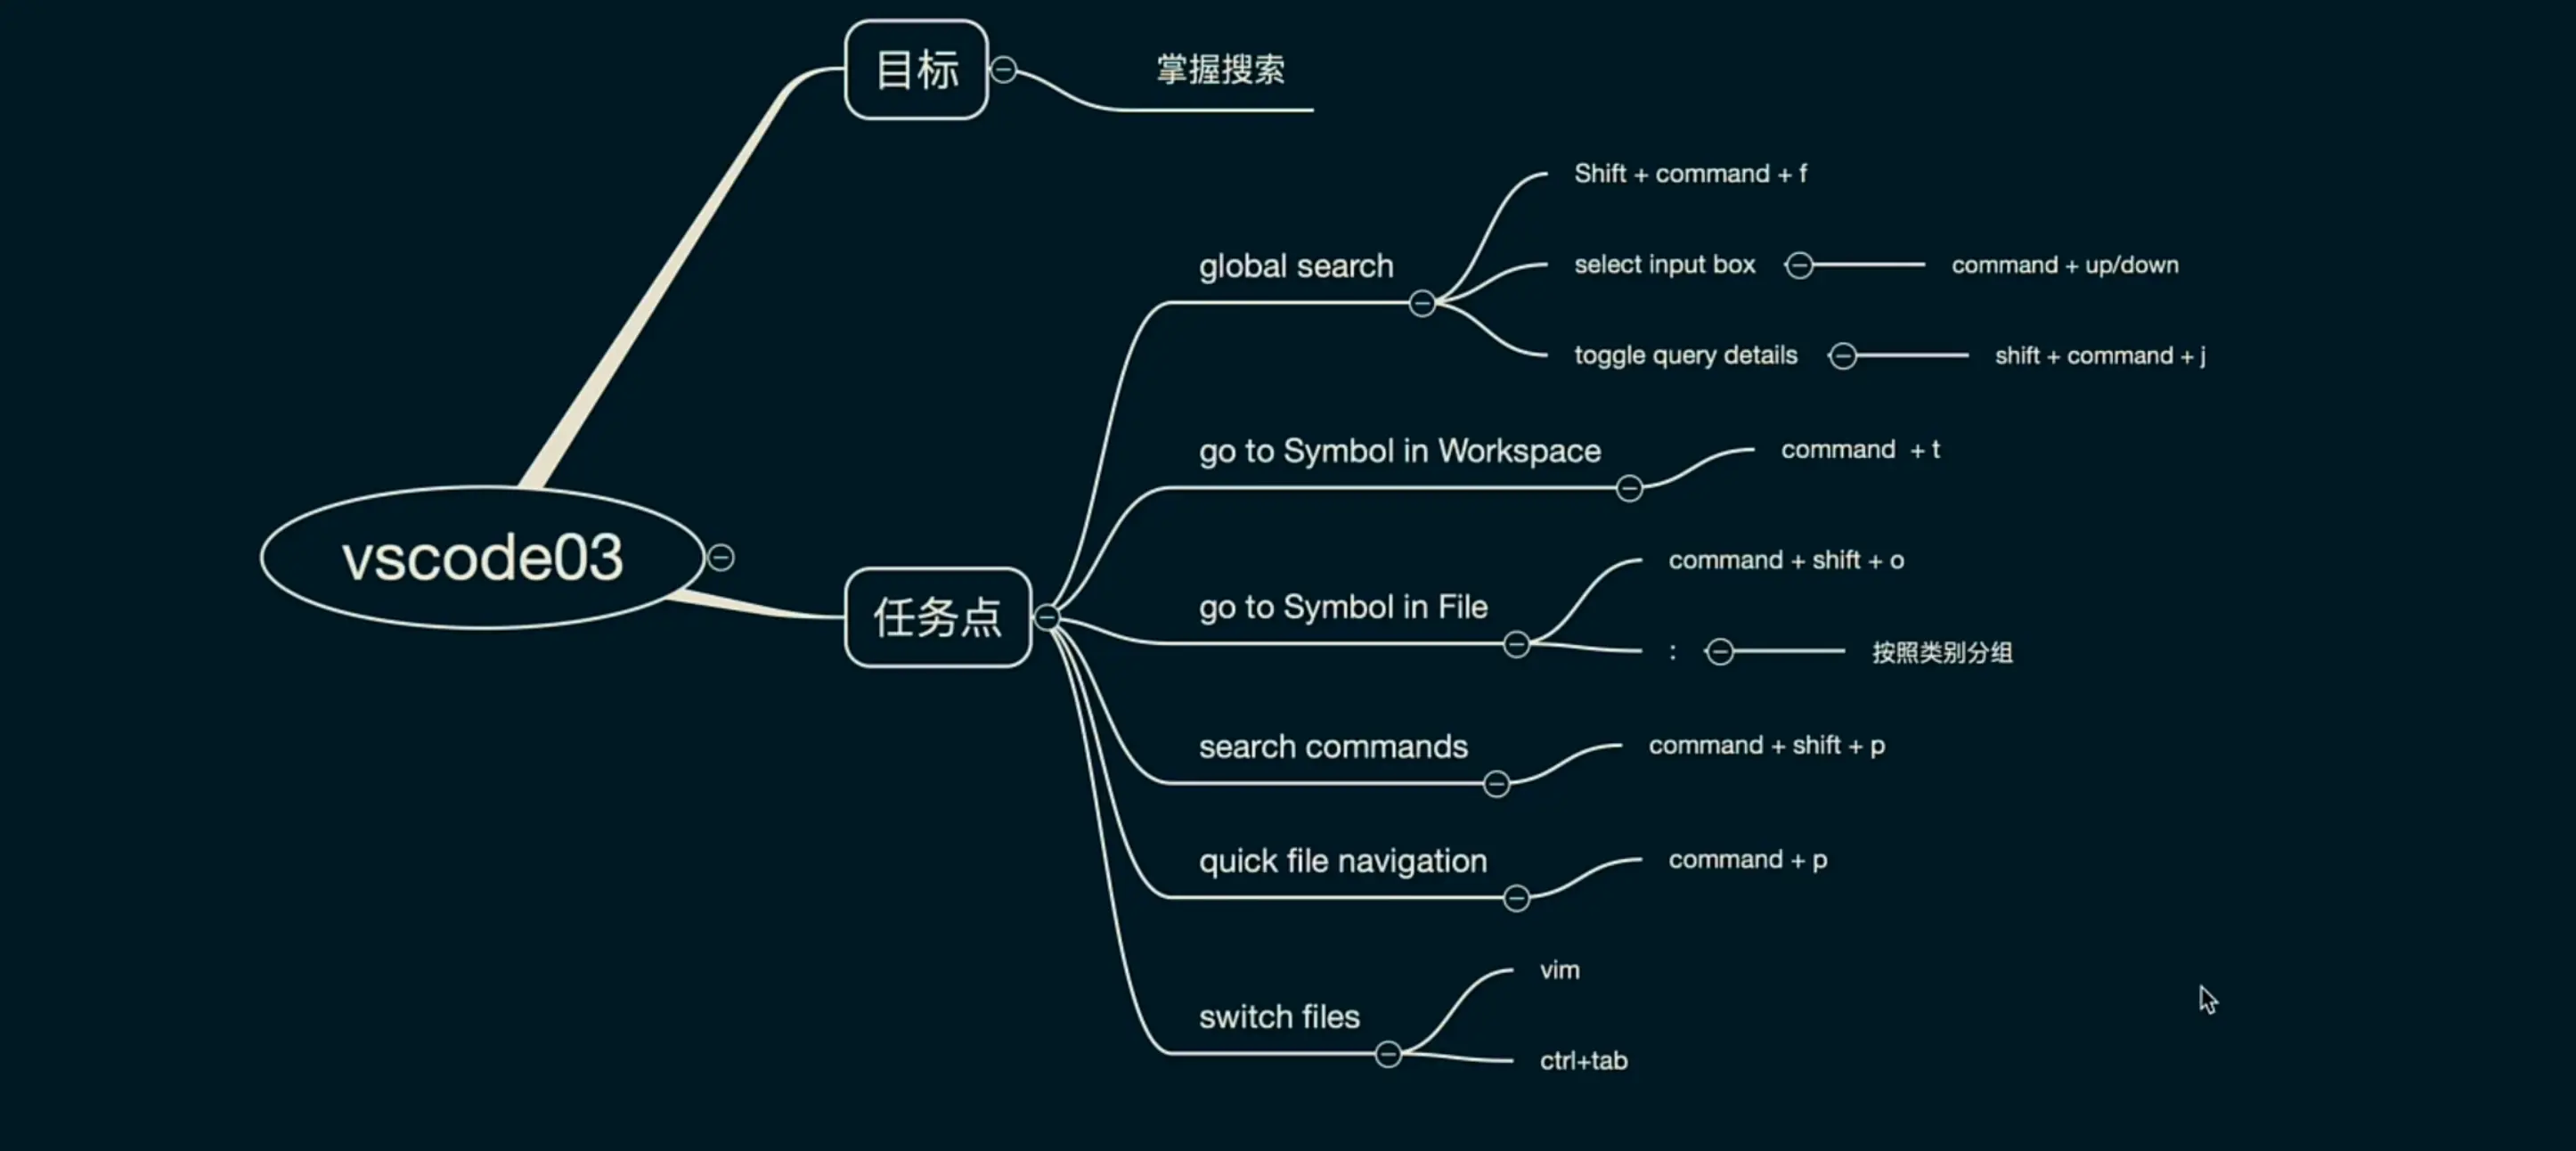 目标
掌握搜索
vscode03
任务点
global search
Shift + command + f
select input box
command + up/down
toggle query details
shift + command + j
go to Symbol in Workspace
command + t
go to Symbol in File
command + shift + o
:
按照类别分组
search commands
command + shift + p
quick file navigation
command + p
switch files
vim
ctrl+tab